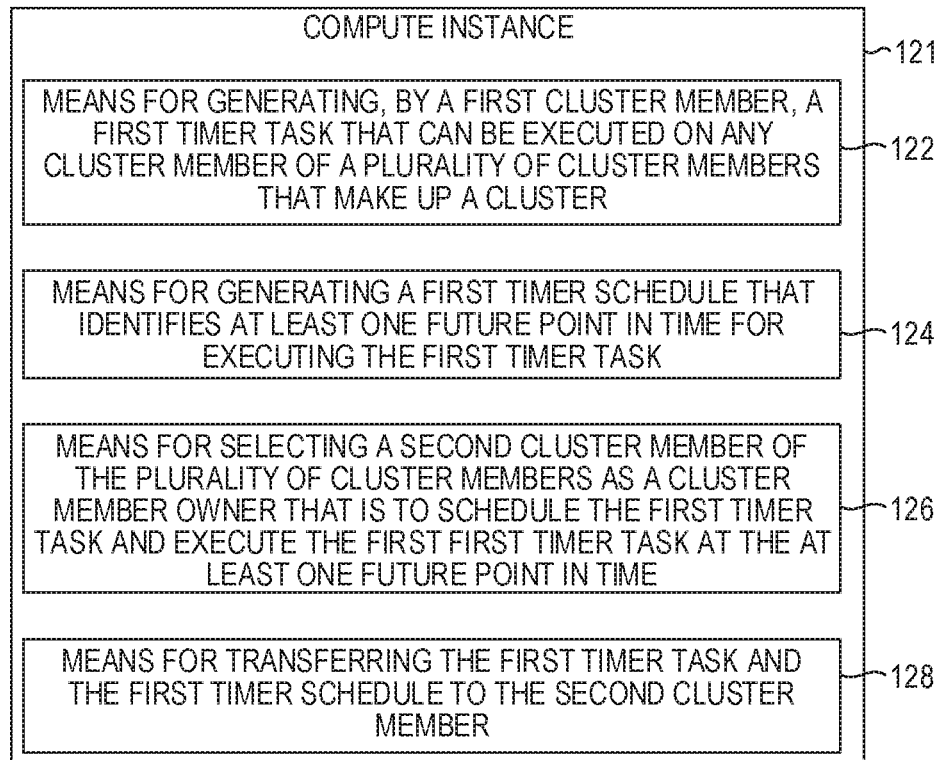 COMPUTE INSTANCE
121
MEANS FOR GENERATING, BY A FIRST CLUSTER MEMBER, A
FIRST TIMER TASK THAT CAN BE EXECUTED ON ANY
CLUSTER MEMBER OF A PLURALITY OF CLUSTER MEMBERS
THAT MAKE UP A CLUSTER
122
MEANS FOR GENERATING A FIRST TIMER SCHEDULE THAT
IDENTIFIES AT LEAST ONE FUTURE POINT IN TIME FOR
EXECUTING THE FIRST TIMER TASK
124
MEANS FOR SELECTING A SECOND CLUSTER MEMBER OF
THE PLURALITY OF CLUSTER MEMBERS AS A CLUSTER
MEMBER OWNER THAT IS TO SCHEDULE THE FIRST TIMER
TASK AND EXECUTE THE FIRST FIRST TIMER TASK AT THE AT
LEAST ONE FUTURE POINT IN TIME
126
MEANS FOR TRANSFERRING THE FIRST TIMER TASK AND
THE FIRST TIMER SCHEDULE TO THE SECOND CLUSTER
MEMBER
128